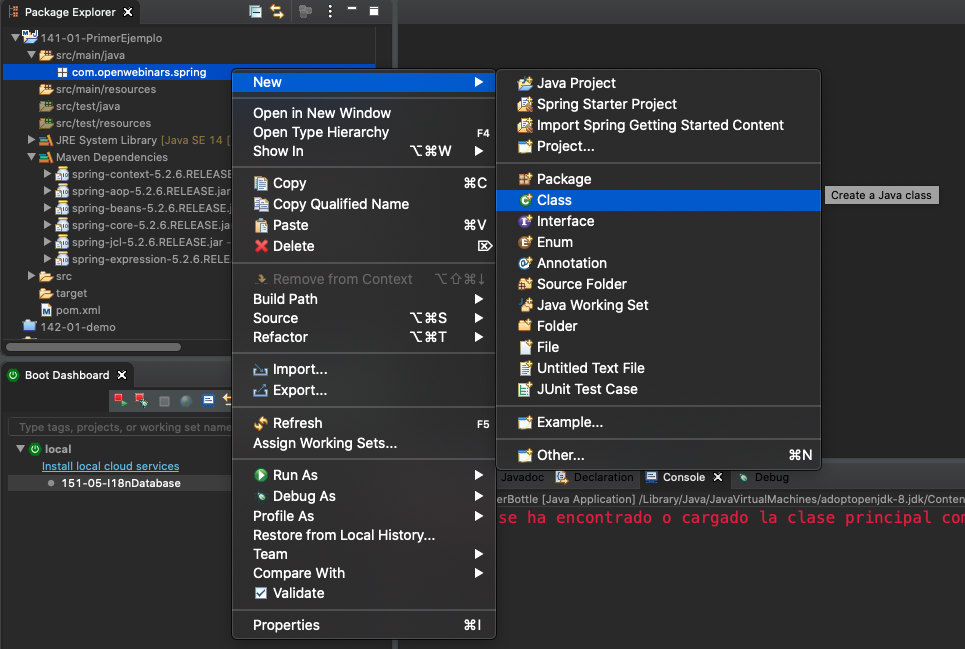 Package Explorer
141-01-PrimerEjemplo
src/main/java
com.openwebinars.spring
src/main/resources
src/test/java
src/test/resources
JRE System Library [Java SE 14 [
Maven Dependencies
spring-context-5.2.6.RELEASE
spring-aop-5.2.6.RELEASE.jar
spring-beans-5.2.6.RELEASE.
spring-core-5.2.6.RELEASE.ja
spring-jcl-5.2.6.RELEASE.jar -
spring-expression-5.2.6.RELE
src
target
pom.xml
142-01-demo
Boot Dashboard
Type tags, projects, or working set name
local
Install local cloud services
151-05-I18nDatabase
New
Open in New Window
Open Type Hierarchy F4
Show In ⌥⌘W
Copy ⌘C
Copy Qualified Name
Paste ⌘V
Delete ⌦
Remove from Context ⌥⇧⌘↓
Build Path
Source ⌥⌘S
Refactor ⌥⌘T
Import...
Export...
Refresh F5
Assign Working Sets...
Run As
Debug As
Profile As
Restore from Local History...
Team
Compare With
Validate
Properties ⌘I
Java Project
Spring Starter Project
Import Spring Getting Started Content
Project...
Package
Class
Interface
Enum
Annotation
Source Folder
Java Working Set
Folder
File
Untitled Text File
JUnit Test Case
Example...
Other... ⌘N
Create a Java class
Javadoc Declaration Console Debug
erBottle [Java Application] /Library/Java/JavaVirtualMachines/adoptopenjdk-8.jdk/Conten
se ha encontrado o cargado la clase principal com